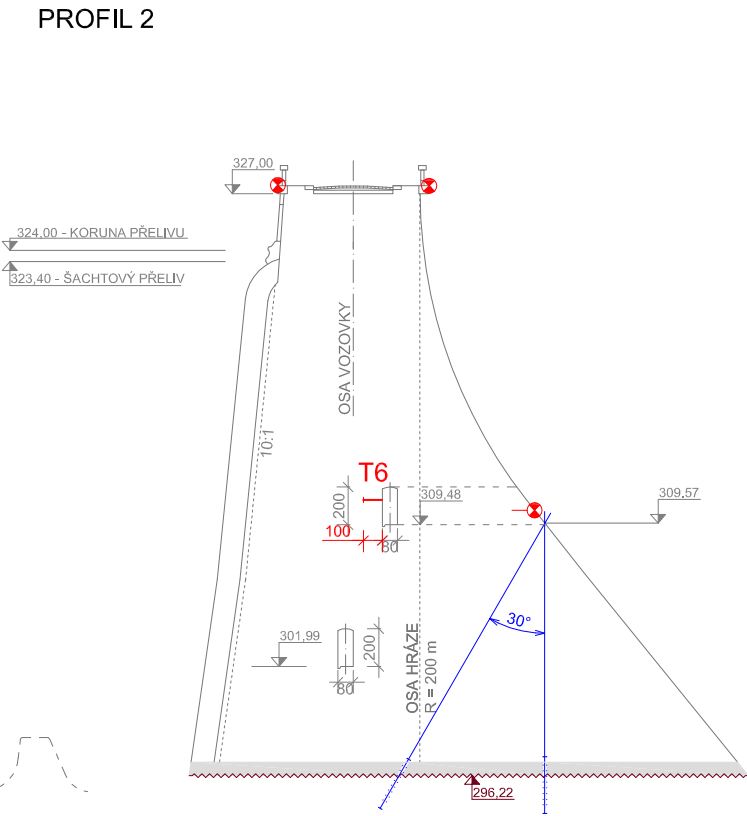 PROFIL 2
327,00
324,00 - KORUNA PŘELIVU
323,40 - ŠACHTOVÝ PŘELIV
OSA VOZOVKY
10:1
T6
200
309,48
309,57
100
80
30°
301,99
200
80
OSA HRÁZE
R = 200 m
296,22